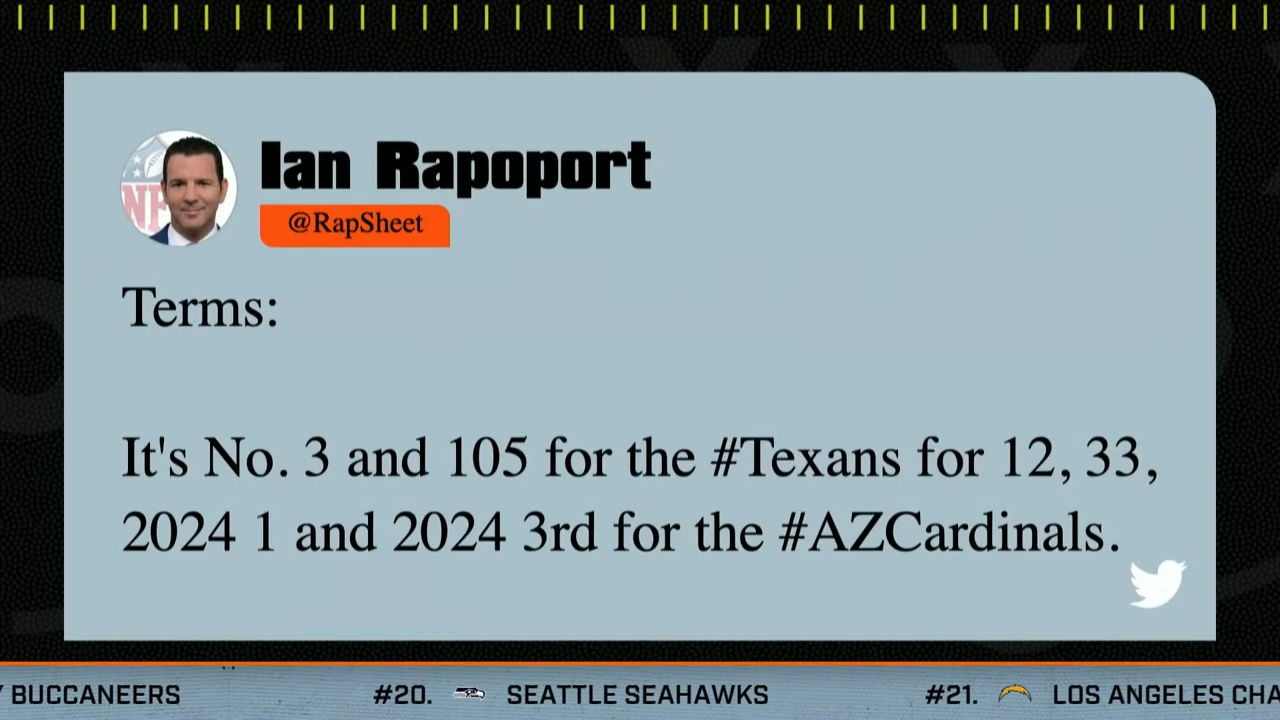 Ian Rapoport
@RapSheet
Terms:
It's No. 3 and 105 for the #Texans for 12, 33,
2024 1 and 2024 3rd for the #AZCardinals.
BUCCANEERS #20. SEATTLE SEAHAWKS #21. LOS ANGELES CHA